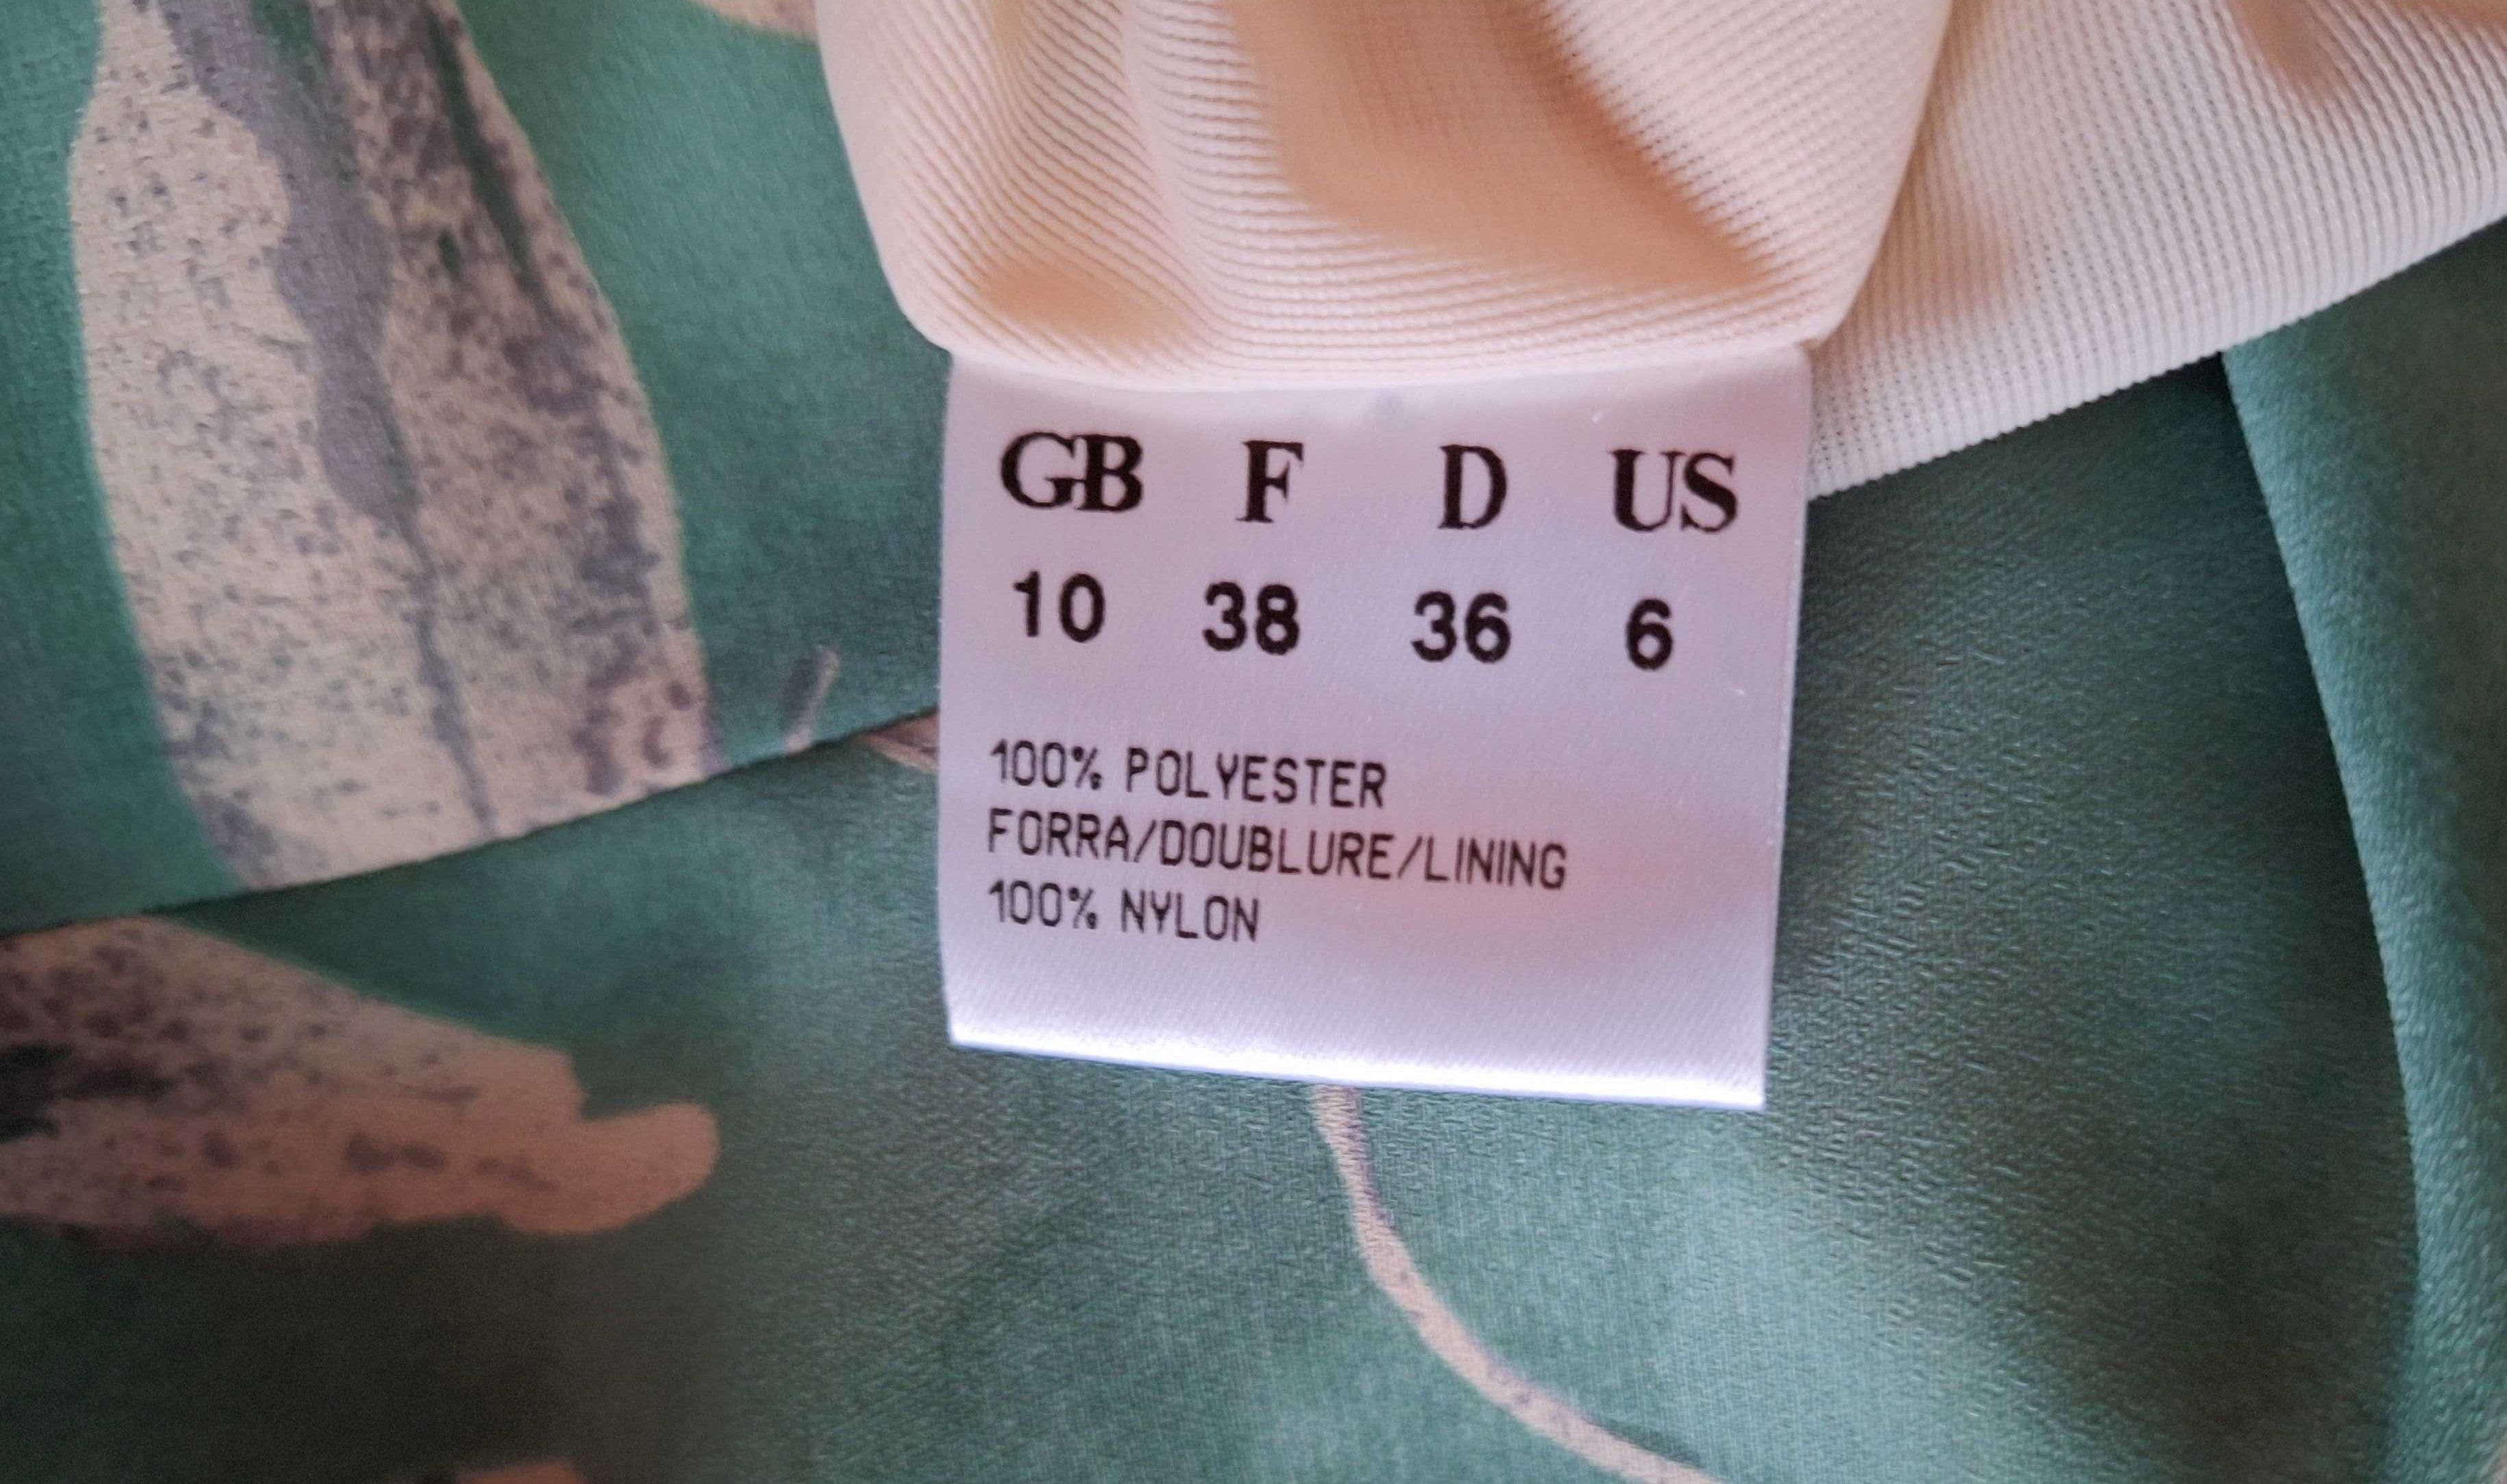 GB F D US
10 38 36 6
100% POLYESTER
FORRA/DOUBLURE/LINING
100% NYLON